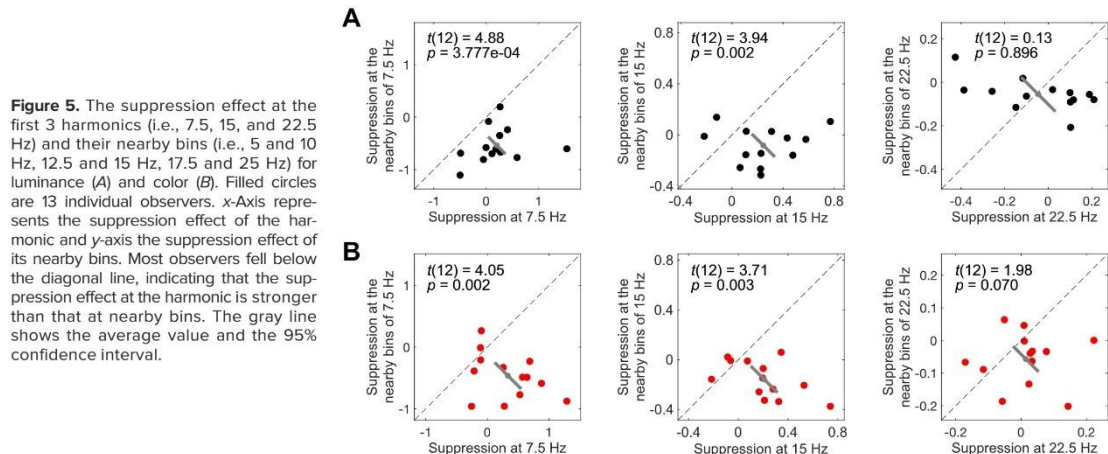 Figure 5. The suppression effect at the
first 3 harmonics (i.e., 7.5, 15, and 22.5
Hz) and their nearby bins (i.e., 5 and 10
Hz, 12.5 and 15 Hz, 17.5 and 25 Hz) for
luminance (A) and color (B). Filled circles
are 13 individual observers. x-Axis repre-
sents the suppression effect of the har-
monic and y-axis the suppression effect of
its nearby bins. Most observers fell below
the diagonal line, indicating that the sup-
pression effect at the harmonic is stronger
than that at nearby bins. The gray line
shows the average value and the 95%
confidence interval.
A
Suppression at the
nearby bins of 7.5 Hz
1
0
-1
t(12) = 4.88
p = 3.777e-04
-1 0 1
Suppression at 7.5 Hz
Suppression at the
nearby bins of 15 Hz
0.8
0.4
0
-0.4
t(12) = 3.94
p = 0.002
-0.4 0 0.4 0.8
Suppression at 15 Hz
Suppression at the
nearby bins of 22.5 Hz
0.2
0
-0.2
-0.4
t(12) = 0.13
p = 0.896
-0.4 -0.2 0 0.2
Suppression at 22.5 Hz
B
Suppression at the
nearby bins of 7.5 Hz
1
0
-1
t(12) = 4.05
p = 0.002
-1 0 1
Suppression at 7.5 Hz
Suppression at the
nearby bins of 15 Hz
0.8
0.4
0
-0.4
t(12) = 3.71
p = 0.003
-0.4 0 0.4 0.8
Suppression at 15 Hz
Suppression at the
nearby bins of 22.5 Hz
0.2
0.1
0
-0.1
-0.2
t(12) = 1.98
p = 0.070
-0.2 0 0.2
Suppression at 22.5 Hz